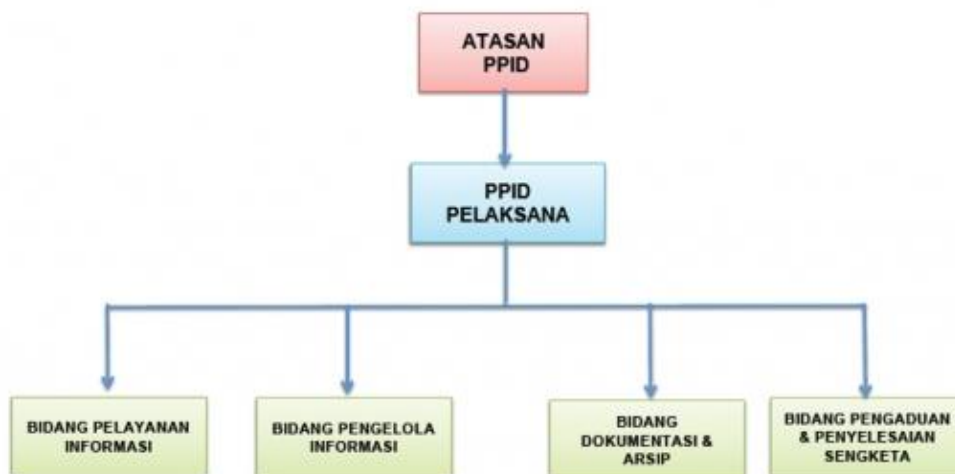 ATASAN
PPID
PPID
PELAKSANA
BIDANG PELAYANAN
INFORMASI
BIDANG PENGELOLA
INFORMASI
BIDANG
DOKUMENTASI &
ARSIP
BIDANG PENGADUAN
& PENYELESAIAN
SENGKETA